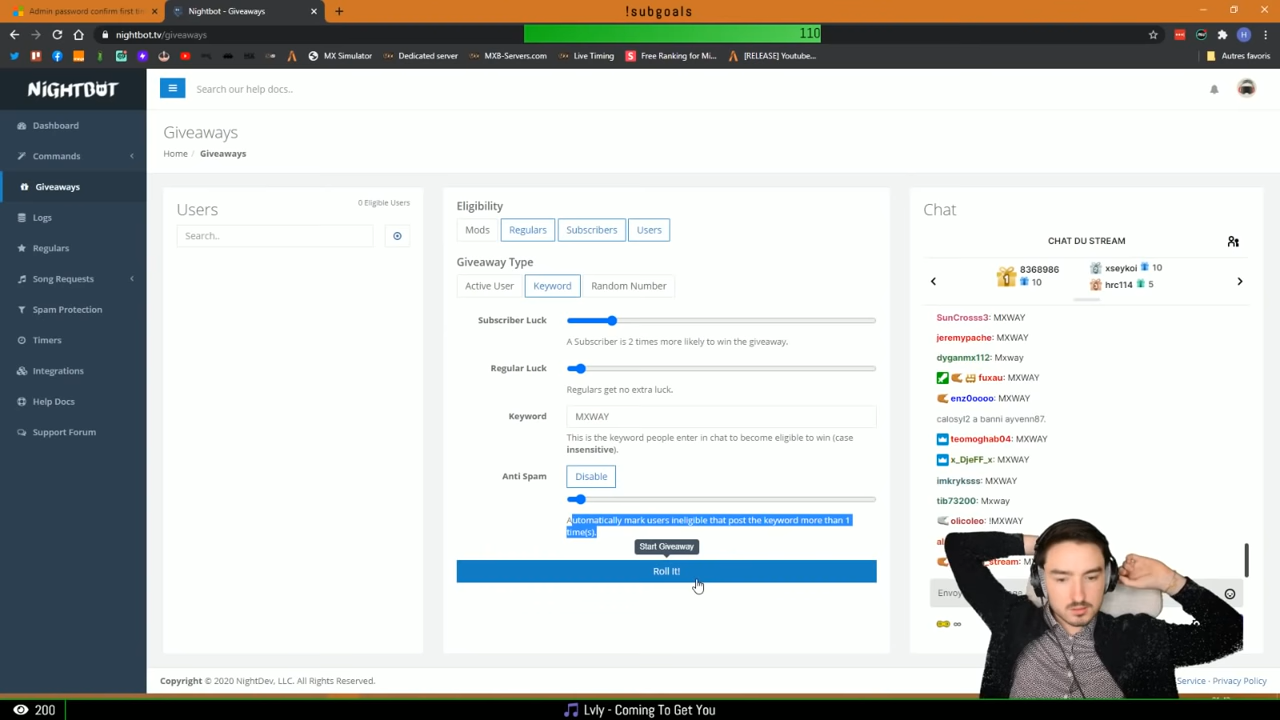 !subgoals
Admin password confirm first ti
Nightbot - Giveaways
110
nightbot.tv/giveaways
MX Simulator
Dedicated server
MXB-Servers.com
Live Timing
Free Ranking for Mi...
[RELEASE] Youtube...
Autres favoris
NIGHTBOT
Search our help docs..
Dashboard
Commands
Giveaways
Logs
Regulars
Song Requests
Spam Protection
Timers
Integrations
Help Docs
Support Forum
Giveaways
Home / Giveaways
Users
0 Eligible Users
Search..
Eligibility
Mods
Regulars
Subscribers
Users
Giveaway Type
Active User
Keyword
Random Number
Subscriber Luck
A Subscriber is 2 times more likely to win the giveaway.
Regular Luck
Regulars get no extra luck.
Keyword
MXWAY
This is the keyword people enter in chat to become eligible to win (case
insensitive).
Anti Spam
Disable
Automatically mark users ineligible that post the keyword more than 1
time(s).
Start Giveaway
Roll It!
Chat
CHAT DU STREAM
8368986
10
xseykoi 10
hrc114 5
SunCrosss3: MXWAY
jeremypache: MXWAY
dyganmx112: Mxway
fuxau: MXWAY
enz0oooo: MXWAY
calosyl2 a banni ayvenn87.
teomoghab04: MXWAY
x_DjeFF_x: MXWAY
imkryksss: MXWAY
tib73200: Mxway
olicoleo: !MXWAY
Copyright © 2020 NightDev, LLC. All Rights Reserved.
Service - Privacy Policy
200
Lvly - Coming To Get You